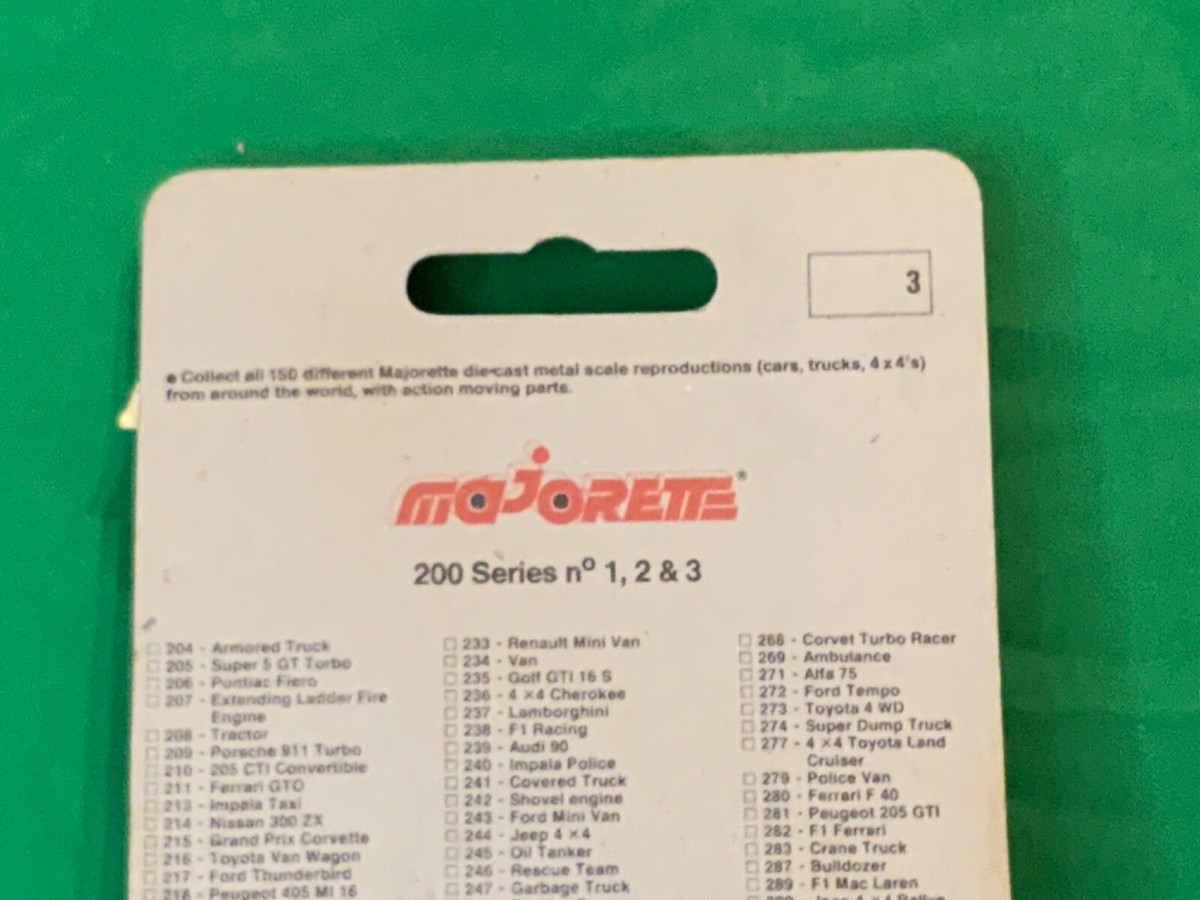 3
● Collect all 150 different Majorette die-cast metal scale reproductions (cars, trucks, 4x4's)
from around the world, with action moving parts.
MAJORETTE®
200 Series nº 1, 2 & 3
204 - Armored Truck
205 - Super 5 GT Turbo
206 - Pontiac Fiero
207 - Extending Ladder Fire
Engine
208 - Tractor
209 - Porsche 911 Turbo
210 - 205 CTI Convertible
211 - Ferrari GTO
213 - Impala Taxi
214 - Nissan 300 ZX
215 - Grand Prix Corvette
216 - Toyota Van Wagon
217 - Ford Thunderbird
218 - Peugeot 405 MI 16
233 - Renault Mini Van
234 - Van
235 - Golf GTI 16 S
236 - 4 x4 Cherokee
237 - Lamborghini
238 - F1 Racing
239 - Audi 90
240 - Impala Police
241 - Covered Truck
242 - Shovel engine
243 - Ford Mini Van
244 - Jeep 4 x4
245 - Oil Tanker
246 - Rescue Team
247 - Garbage Truck
268 - Corvet Turbo Racer
269 - Ambulance
271 - Alfa 75
272 - Ford Tempo
273 - Toyota 4 WD
274 - Super Dump Truck
277 - 4 x4 Toyota Land
Cruiser
279 - Police Van
280 - Ferrari F 40
281 - Peugeot 205 GTI
282 - F1 Ferrari
283 - Crane Truck
287 - Bulldozer
289 - F1 Mac Laren